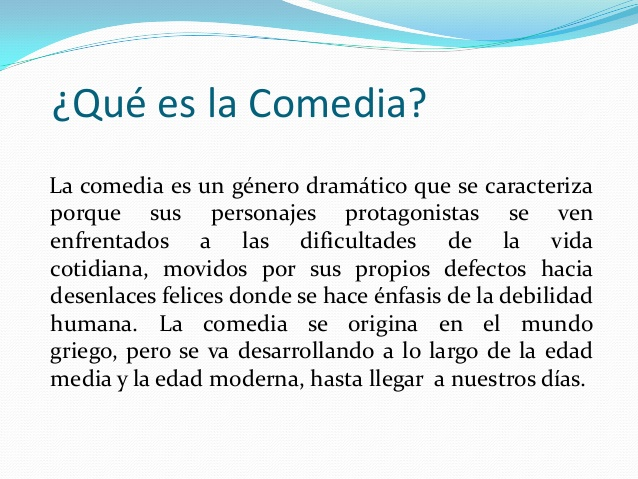 ¿Qué es la Comedia?
La comedia es un género dramático que se caracteriza
porque sus personajes protagonistas se ven
enfrentados a las dificultades de la vida
cotidiana, movidos por sus propios defectos hacia
desenlaces felices donde se hace énfasis de la debilidad
humana. La comedia se origina en el mundo
griego, pero se va desarrollando a lo largo de la edad
media y la edad moderna, hasta llegar a nuestros días.